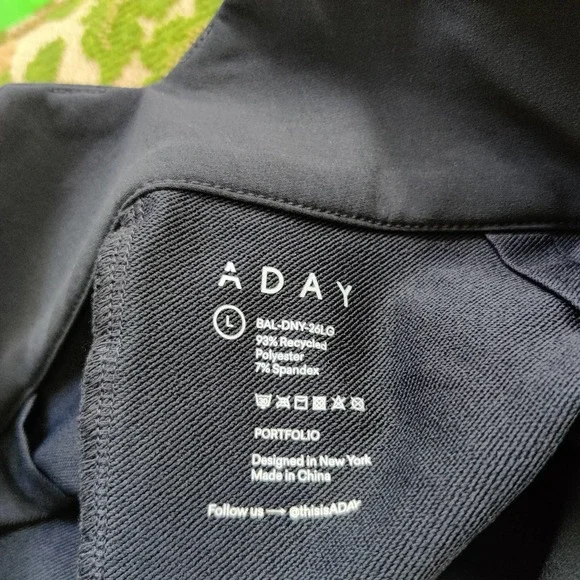 ADAY
L
BAL-DNY-26LG
93% Recycled
Polyester
7% Spandex
PORTFOLIO
Designed in New York
Made in China
Follow us → @thisisADAY